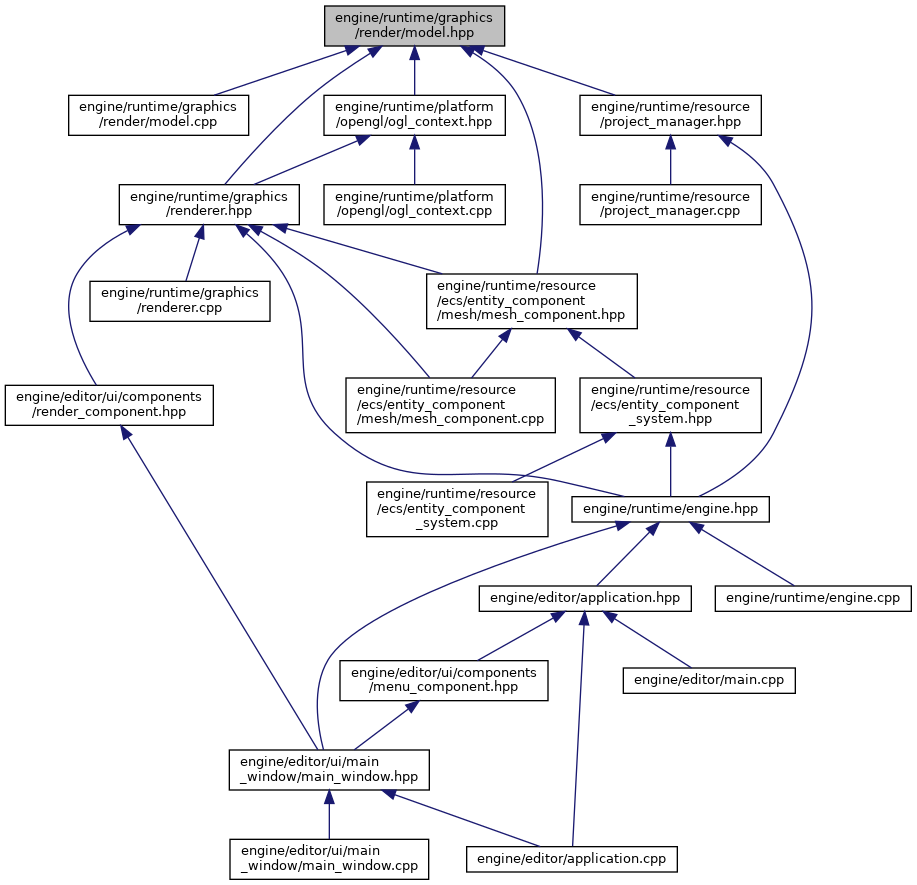 engine/runtime/graphics
/render/model.hpp
engine/runtime/graphics
/render/model.cpp
engine/runtime/platform
/opengl/ogl_context.hpp
engine/runtime/resource
/project_manager.hpp
engine/runtime/graphics
/renderer.hpp
engine/runtime/platform
/opengl/ogl_context.cpp
engine/runtime/resource
/project_manager.cpp
engine/runtime/graphics
/renderer.cpp
engine/runtime/resource
/ecs/entity_component
/mesh/mesh_component.hpp
engine/editor/ui/components
/render_component.hpp
engine/runtime/resource
/ecs/entity_component
/mesh/mesh_component.cpp
engine/runtime/resource
/ecs/entity_component
_system.hpp
engine/runtime/resource
/ecs/entity_component
_system.cpp
engine/runtime/engine.hpp
engine/editor/application.hpp
engine/runtime/engine.cpp
engine/editor/ui/components
/menu_component.hpp
engine/editor/main.cpp
engine/editor/ui/main
_window/main_window.hpp
engine/editor/ui/main
_window/main_window.cpp
engine/editor/application.cpp